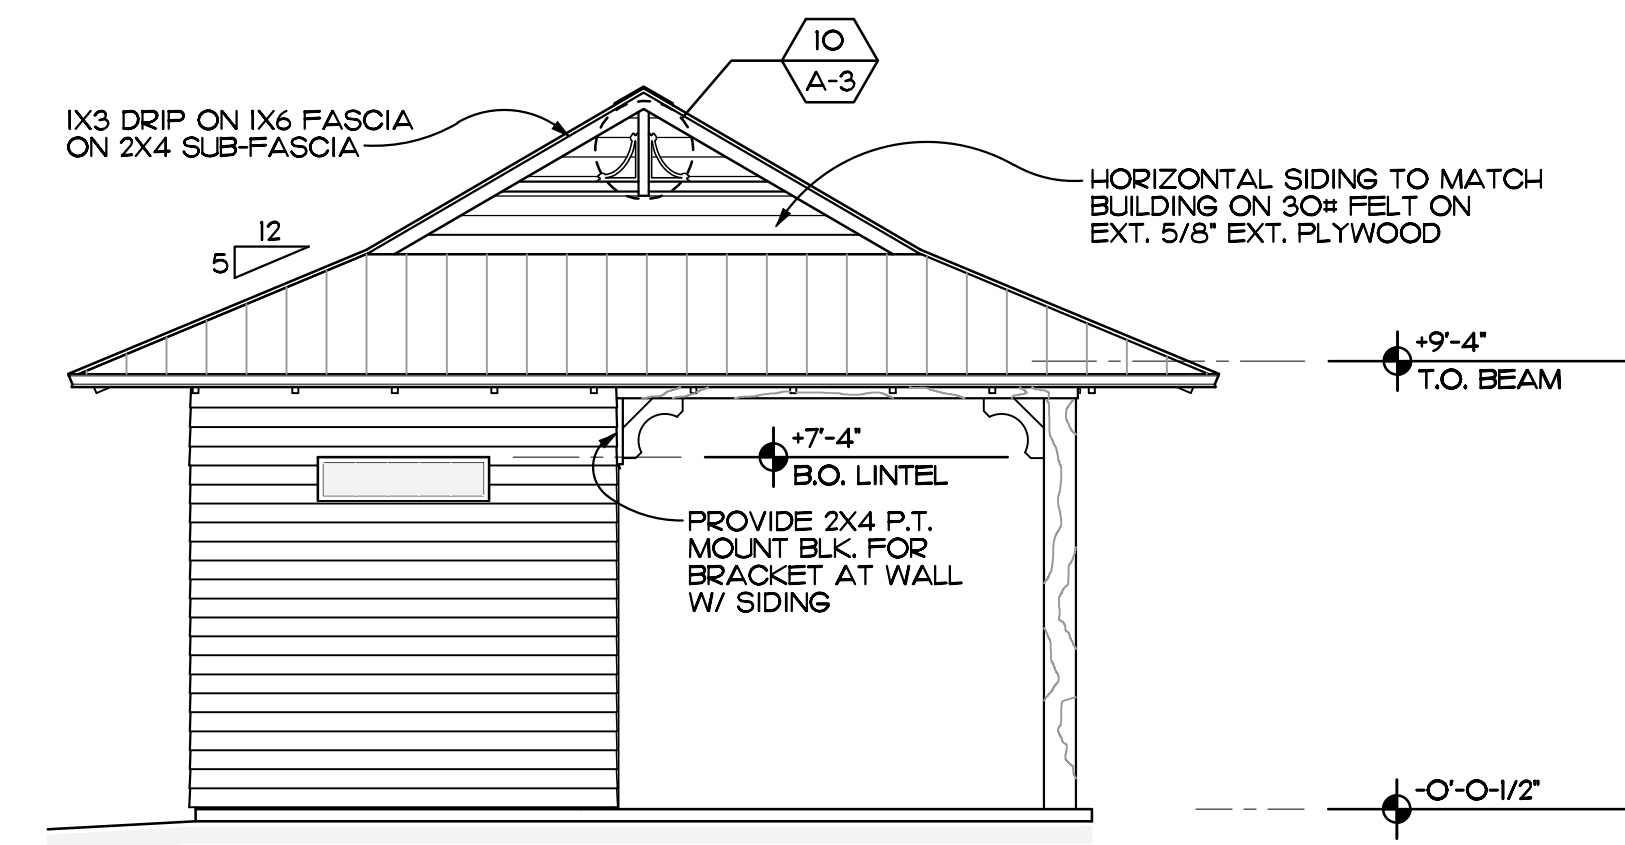 10
A-3
1X3 DRIP ON 1X6 FASCIA
ON 2X4 SUB-FASCIA
HORIZONTAL SIDING TO MATCH
BUILDING ON 30# FELT ON
EXT. 5/8" EXT. PLYWOOD
12
5
+9'-4"
T.O. BEAM
+7'-4"
B.O. LINTEL
PROVIDE 2X4 P.T.
MOUNT BLK. FOR
BRACKET AT WALL
W/ SIDING
-0'-0-1/2"